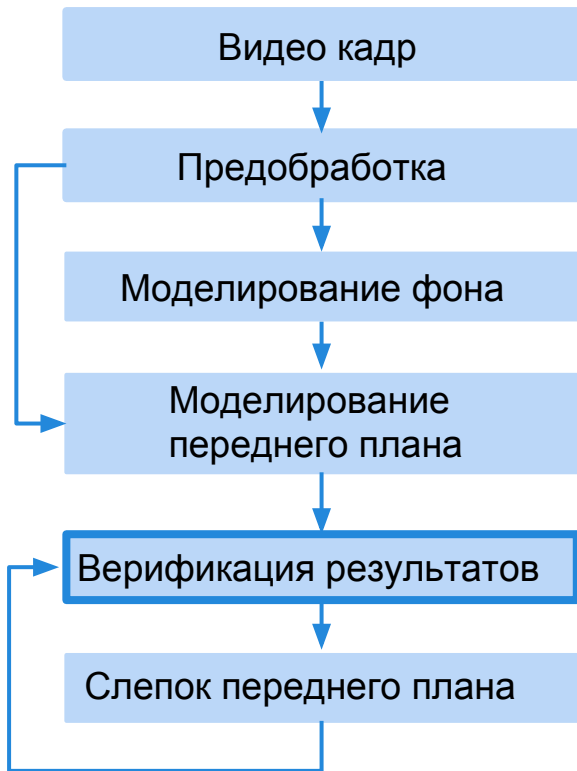 Видео кадр
Предобработка
Моделирование фона
Моделирование
переднего плана
Верификация результатов
Слепок переднего плана